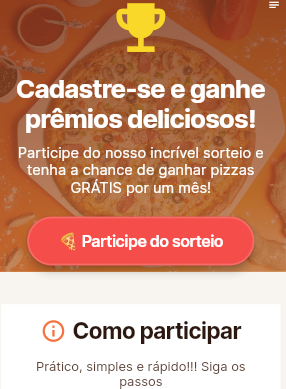 Cadastre-se e ganhe
prêmios deliciosos!
Participe do nosso incrível sorteio e
tenha a chance de ganhar pizzas
GRÁTIS por um mês!
🍕 Participe do sorteio
Como participar
Prático, simples e rápido!!! Siga os
passos